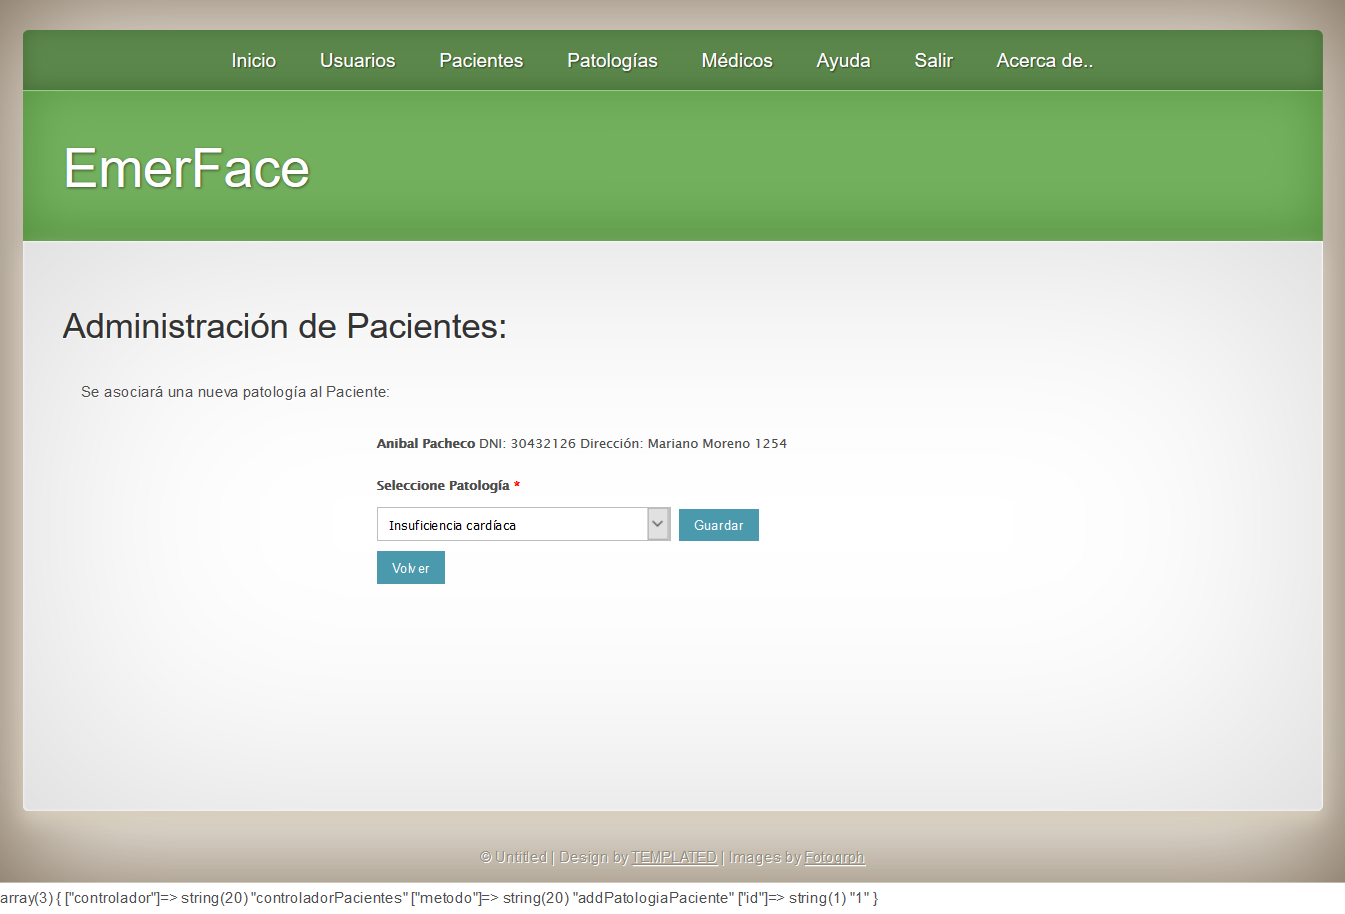 Inicio Usuarios Pacientes Patologías Médicos Ayuda Salir Acerca de..
EmerFace
Administración de Pacientes:
Se asociará una nueva patología al Paciente:
Anibal Pacheco DNI: 30432126 Dirección: Mariano Moreno 1254
Seleccione Patología *
Insuficiencia cardíaca Guardar
Volver
© Untitled | Design by TEMPLATED | Images by Fotogrph
array(3) { ["controlador"]=> string(20) "controladorPacientes" ["metodo"]=> string(20) "addPatologiaPaciente" ["id"]=> string(1) "1" }